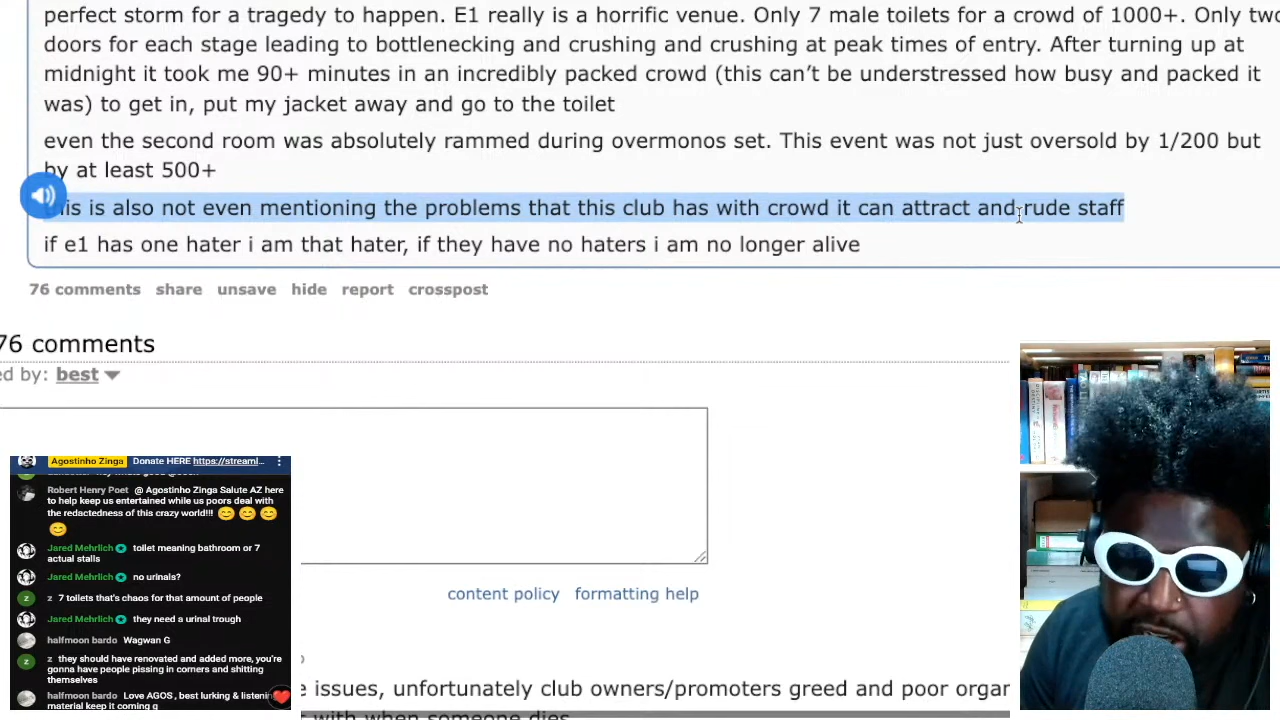 perfect storm for a tragedy to happen. E1 really is a horrific venue. Only 7 male toilets for a crowd of 1000+. Only two
doors for each stage leading to bottlenecking and crushing and crushing at peak times of entry. After turning up at
midnight it took me 90+ minutes in an incredibly packed crowd (this can't be understressed how busy and packed it
was) to get in, put my jacket away and go to the toilet
even the second room was absolutely rammed during overmonos set. This event was not just oversold by 1/200 but
by at least 500+
this is also not even mentioning the problems that this club has with crowd it can attract and rude staff
if e1 has one hater i am that hater, if they have no haters i am no longer alive
76 comments share unsave hide report crosspost
76 comments
ed by: best
content policy formatting help
e issues, unfortunately club owners/promoters greed and poor organ
t with when someone dies
Agostinho Zinga Donate HERE https://streaml...
Robert Henry Poet @ Agostinho Zinga Salute AZ here
to help keep us entertained while us poors deal with
the redactedness of this crazy world!!!
Jared Mehrlich toilet meaning bathroom or 7
actual stalls
Jared Mehrlich no urinals?
z 7 toilets that's chaos for that amount of people
Jared Mehrlich they need a urinal trough
halfmoon bardo Wagwan G
z they should have renovated and added more, you're
gonna have people pissing in corners and shitting
themselves
halfmoon bardo Love AGOS , best lurking & listening
material keep it coming g